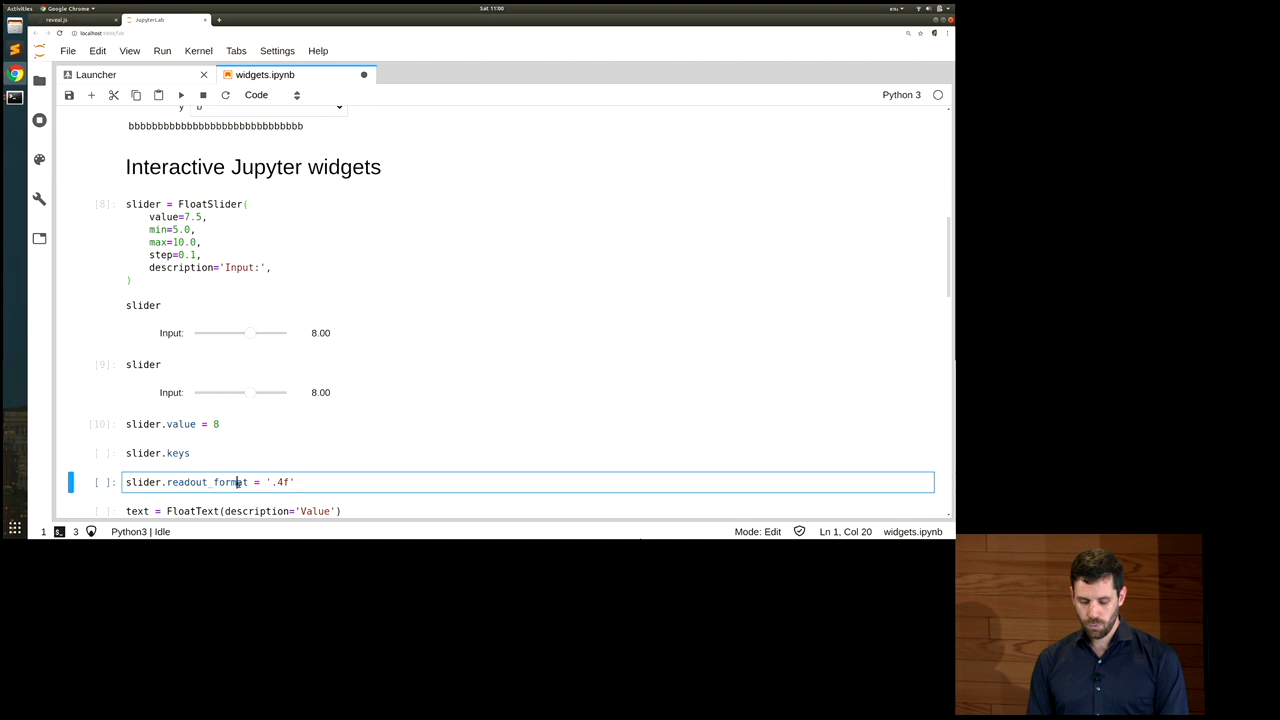 Activities Google Chrome Sat 11:00 en
reveal.js JupyterLab
localhost:8888/lab
File Edit View Run Kernel Tabs Settings Help
Launcher widgets.ipynb
Code Python 3
y b
bbbbbbbbbbbbbbbbbbbbbbbbbbbbbb
Interactive Jupyter widgets
[8]: slider = FloatSlider(
value=7.5,
min=5.0,
max=10.0,
step=0.1,
description='Input:',
)
slider
Input: 8.00
[9]: slider
Input: 8.00
[10]: slider.value = 8
[ ]: slider.keys
[ ]: slider.readout_format = '.4f'
[ ]: text = FloatText(description='Value')
1 3 Python3 | Idle Mode: Edit Ln 1, Col 20 widgets.ipynb